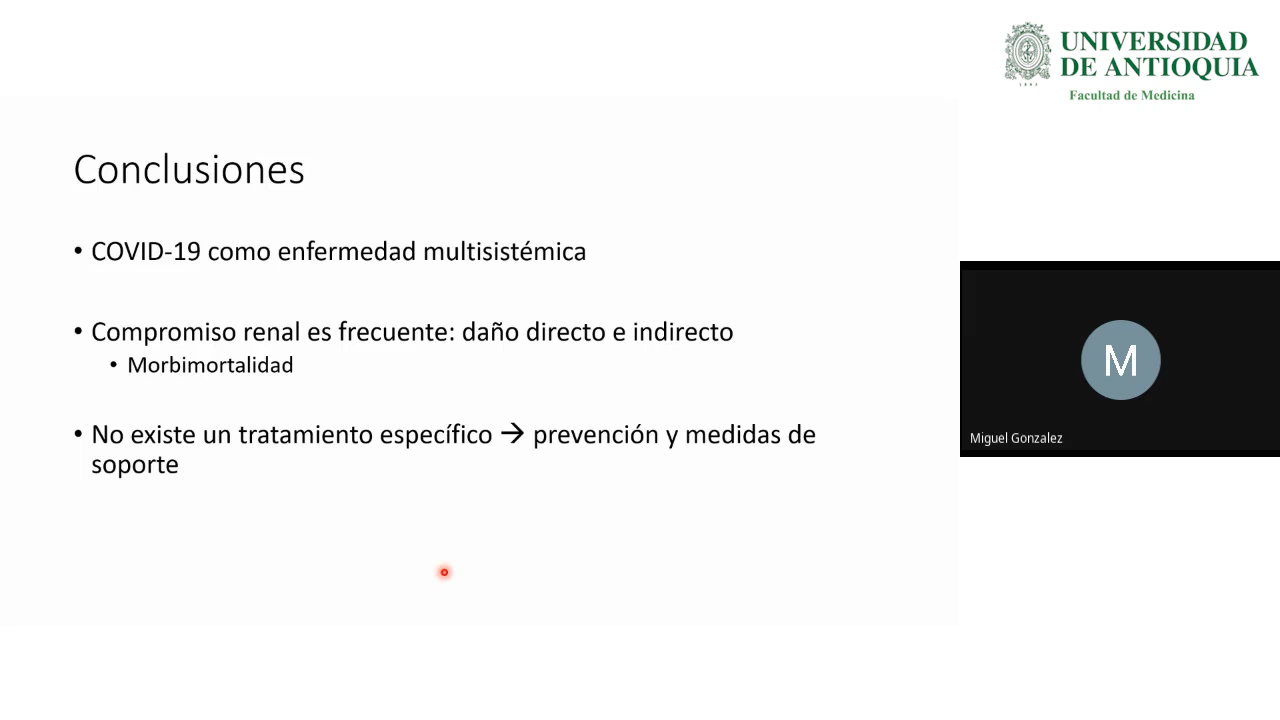 UNIVERSIDAD
DE ANTIOQUIA
1803
Facultad de Medicina
Conclusiones
• COVID-19 como enfermedad multisistémica
• Compromiso renal es frecuente: daño directo e indirecto
• Morbimortalidad
• No existe un tratamiento específico → prevención y medidas de
soporte
M
Miguel Gonzalez